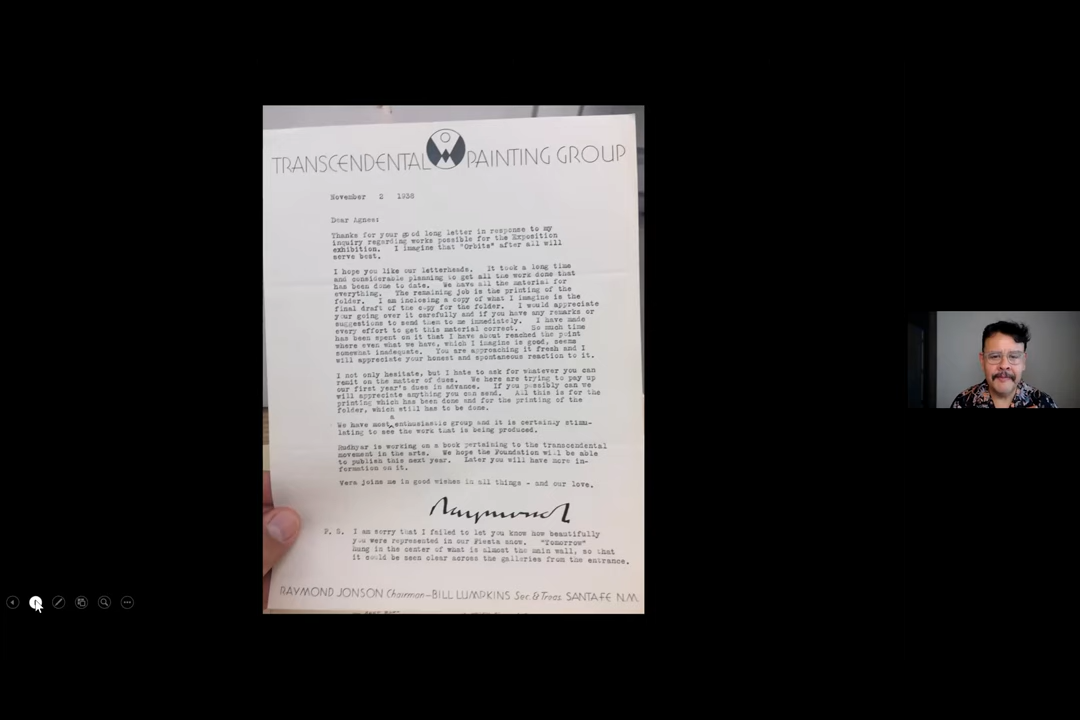 TRANSCENDENTAL PAINTING GROUP
November 2 1938
Dear Agnes:
Thanks for your good long letter in response to my
inquiry regarding works possible for the Exposition
exhibition. I imagine that "Orbits" after all will
serve best.
I hope you like our letterheads. It took a long time
and considerable planning to get all the work done that
has been done to date. We have all the material for
everything. The remaining job is the printing of the
folder. I am inclosing a copy of what I imagine is the
final draft of the copy for the folder. I would appreciate
your going over it carefully and if you have any remarks or
suggestions to send them to me immediately. I have made
every effort to get this material correct. So much time
has been spent on it that I have about reached the point
where even what we have, which I imagine is good, seems
somewhat inadequate. You are approaching it fresh and I
will appreciate your honest and spontaneous reaction to it.
I not only hesitate, but I hate to ask for whatever you can
remit on the matter of dues. We here are trying to pay up
our first year's dues in advance. If you possibly can we
will appreciate anything you can send. All this is for the
printing which has been done and for the printing of the
folder, which still has to be done.
a
We have most enthusiastic group and it is certainly stimu-
lating to see the work that is being produced.
Rudhyar is working on a book pertaining to the transcendental
movement in the arts. We hope the Foundation will be able
to publish this next year. Later you will have more in-
formation on it.
Vera joins me in good wishes in all things - and our love.
Raymond
P. S. I am sorry that I failed to let you know how beautifully
you were represented in our Fiesta show. "Tomorrow"
hung in the center of what is almost the main wall, so that
it could be seen clear across the galleries from the entrance.
RAYMOND JONSON Chairman—BILL LUMPKINS Sec. & Treas. SANTA FE N.M.